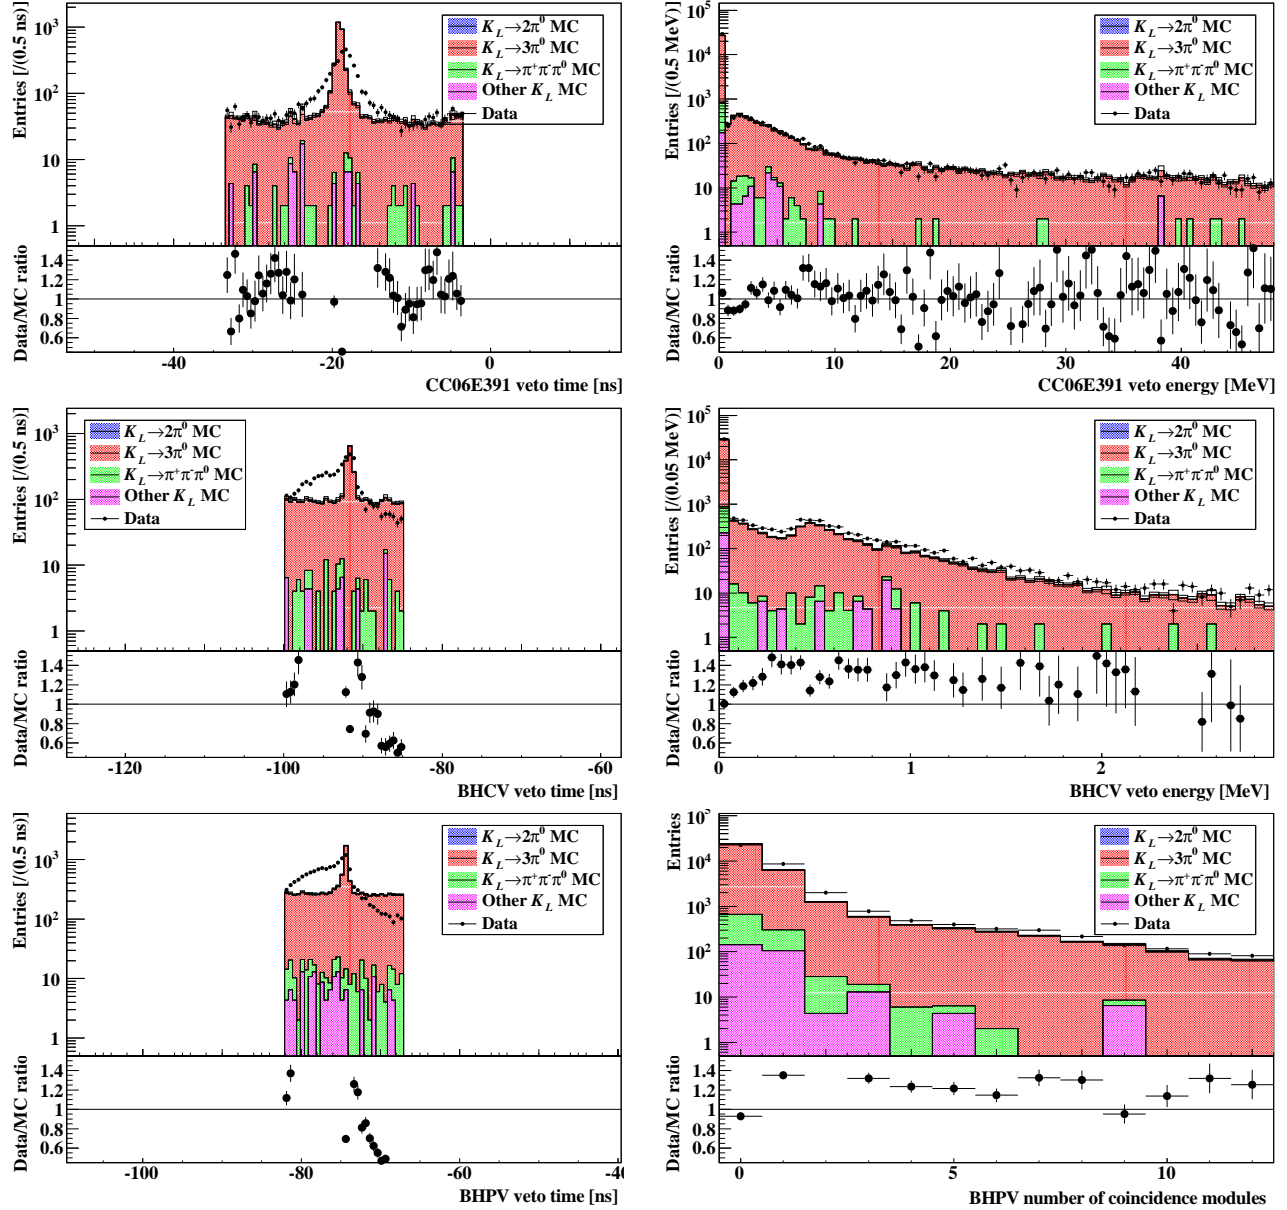 Entries [/(0.5 ns)]
10³
10²
10
1
K_L→2π⁰ MC
K_L→3π⁰ MC
K_L→π⁺π⁻π⁰ MC
Other K_L MC
Data
Data/MC ratio
1.4
1.2
1
0.8
0.6
-40
-20
0
CC06E391 veto time [ns]
Entries [/(0.5 MeV)]
10⁵
10⁴
10³
10²
10
1
K_L→2π⁰ MC
K_L→3π⁰ MC
K_L→π⁺π⁻π⁰ MC
Other K_L MC
Data
Data/MC ratio
1.4
1.2
1
0.8
0.6
0
10
20
30
40
CC06E391 veto energy [MeV]
Entries [/(0.5 ns)]
10³
10²
10
1
K_L→2π⁰ MC
K_L→3π⁰ MC
K_L→π⁺π⁻π⁰ MC
Other K_L MC
Data
Data/MC ratio
1.4
1.2
1
0.8
0.6
-120
-100
-80
-60
BHCV veto time [ns]
Entries [/(0.05 MeV)]
10⁵
10⁴
10³
10²
10
1
K_L→2π⁰ MC
K_L→3π⁰ MC
K_L→π⁺π⁻π⁰ MC
Other K_L MC
Data
Data/MC ratio
1.4
1.2
1
0.8
0.6
0
1
2
BHCV veto energy [MeV]
Entries [/(0.5 ns)]
10³
10²
10
1
K_L→2π⁰ MC
K_L→3π⁰ MC
K_L→π⁺π⁻π⁰ MC
Other K_L MC
Data
Data/MC ratio
1.4
1.2
1
0.8
0.6
-100
-80
-60
-40
BHPV veto time [ns]
Entries
10⁵
10⁴
10³
10²
10
1
K_L→2π⁰ MC
K_L→3π⁰ MC
K_L→π⁺π⁻π⁰ MC
Other K_L MC
Data
Data/MC ratio
1.4
1.2
1
0.8
0.6
0
5
10
BHPV number of coincidence modules